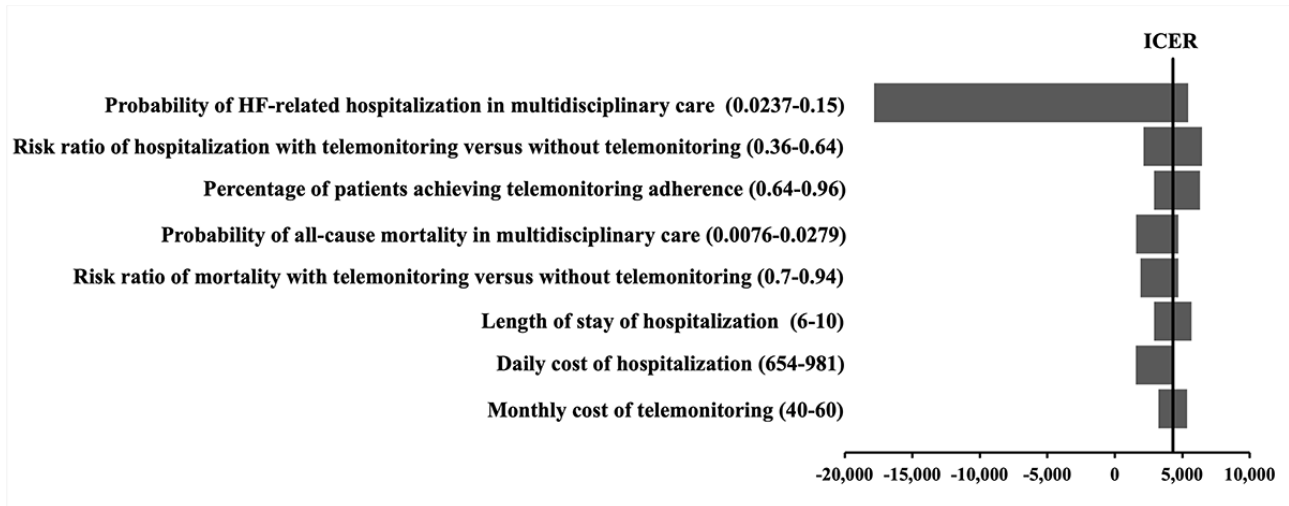 ICER
Probability of HF-related hospitalization in multidisciplinary care (0.0237-0.15)
Risk ratio of hospitalization with telemonitoring versus without telemonitoring (0.36-0.64)
Percentage of patients achieving telemonitoring adherence (0.64-0.96)
Probability of all-cause mortality in multidisciplinary care (0.0076-0.0279)
Risk ratio of mortality with telemonitoring versus without telemonitoring (0.7-0.94)
Length of stay of hospitalization (6-10)
Daily cost of hospitalization (654-981)
Monthly cost of telemonitoring (40-60)
-20,000 -15,000 -10,000 -5,000 0 5,000 10,000